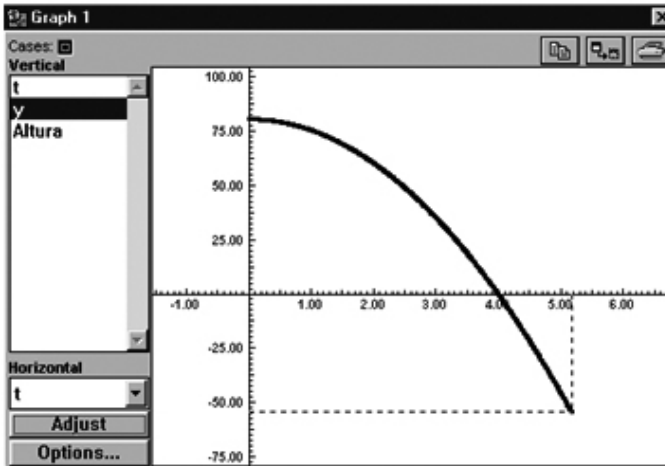 Graph 1
Cases:
Vertical
t
y
Altura
Horizontal
t
Adjust
Options...
100.00
75.00
50.00
25.00
-1.00 1.00 2.00 3.00 4.00 5.00 6.00
-25.00
-50.00
-75.00